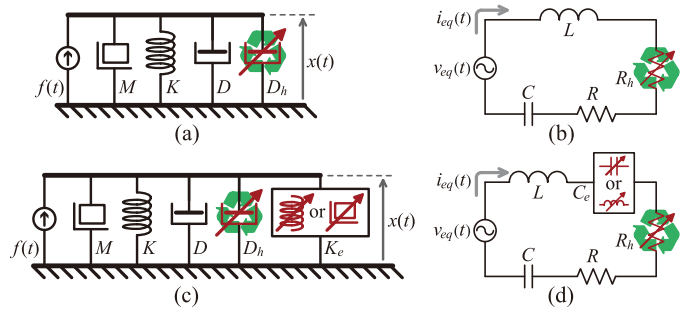 f(t) M K D D_h x(t)
(a)
i_eq(t) L
v_eq(t) R_h
C R
(b)
f(t) M K D D_h or K_e x(t)
(c)
i_eq(t) L C_e or
v_eq(t) R_h
C R
(d)